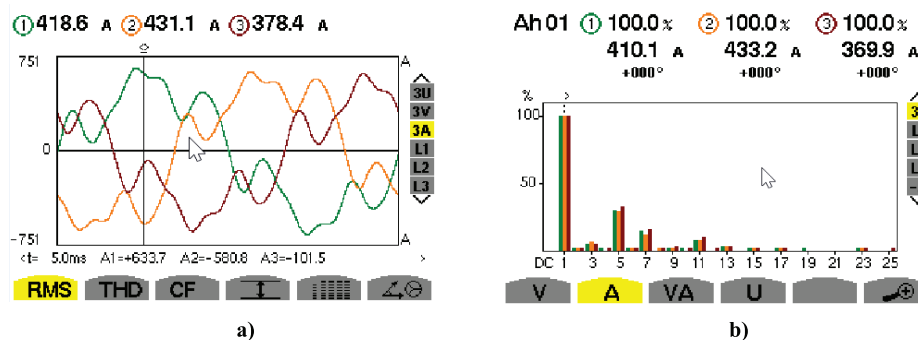 ① 418.6 A ② 431.1 A ③ 378.4 A
751
A
0
-751
A
3U
3V
3A
L1
L2
L3
<t= 5.0ms A1=+633.7 A2=-580.8 A3=-101.5 >
RMS THD CF
a)
Ah 01 ① 100.0 % ② 100.0 % ③ 100.0 %
410.1 A 433.2 A 369.9 A
+000° +000° +000°
%
100
50
DC 1 3 5 7 9 11 13 15 17 19 21 23 25
3
L
L
L
-
V A VA U
b)